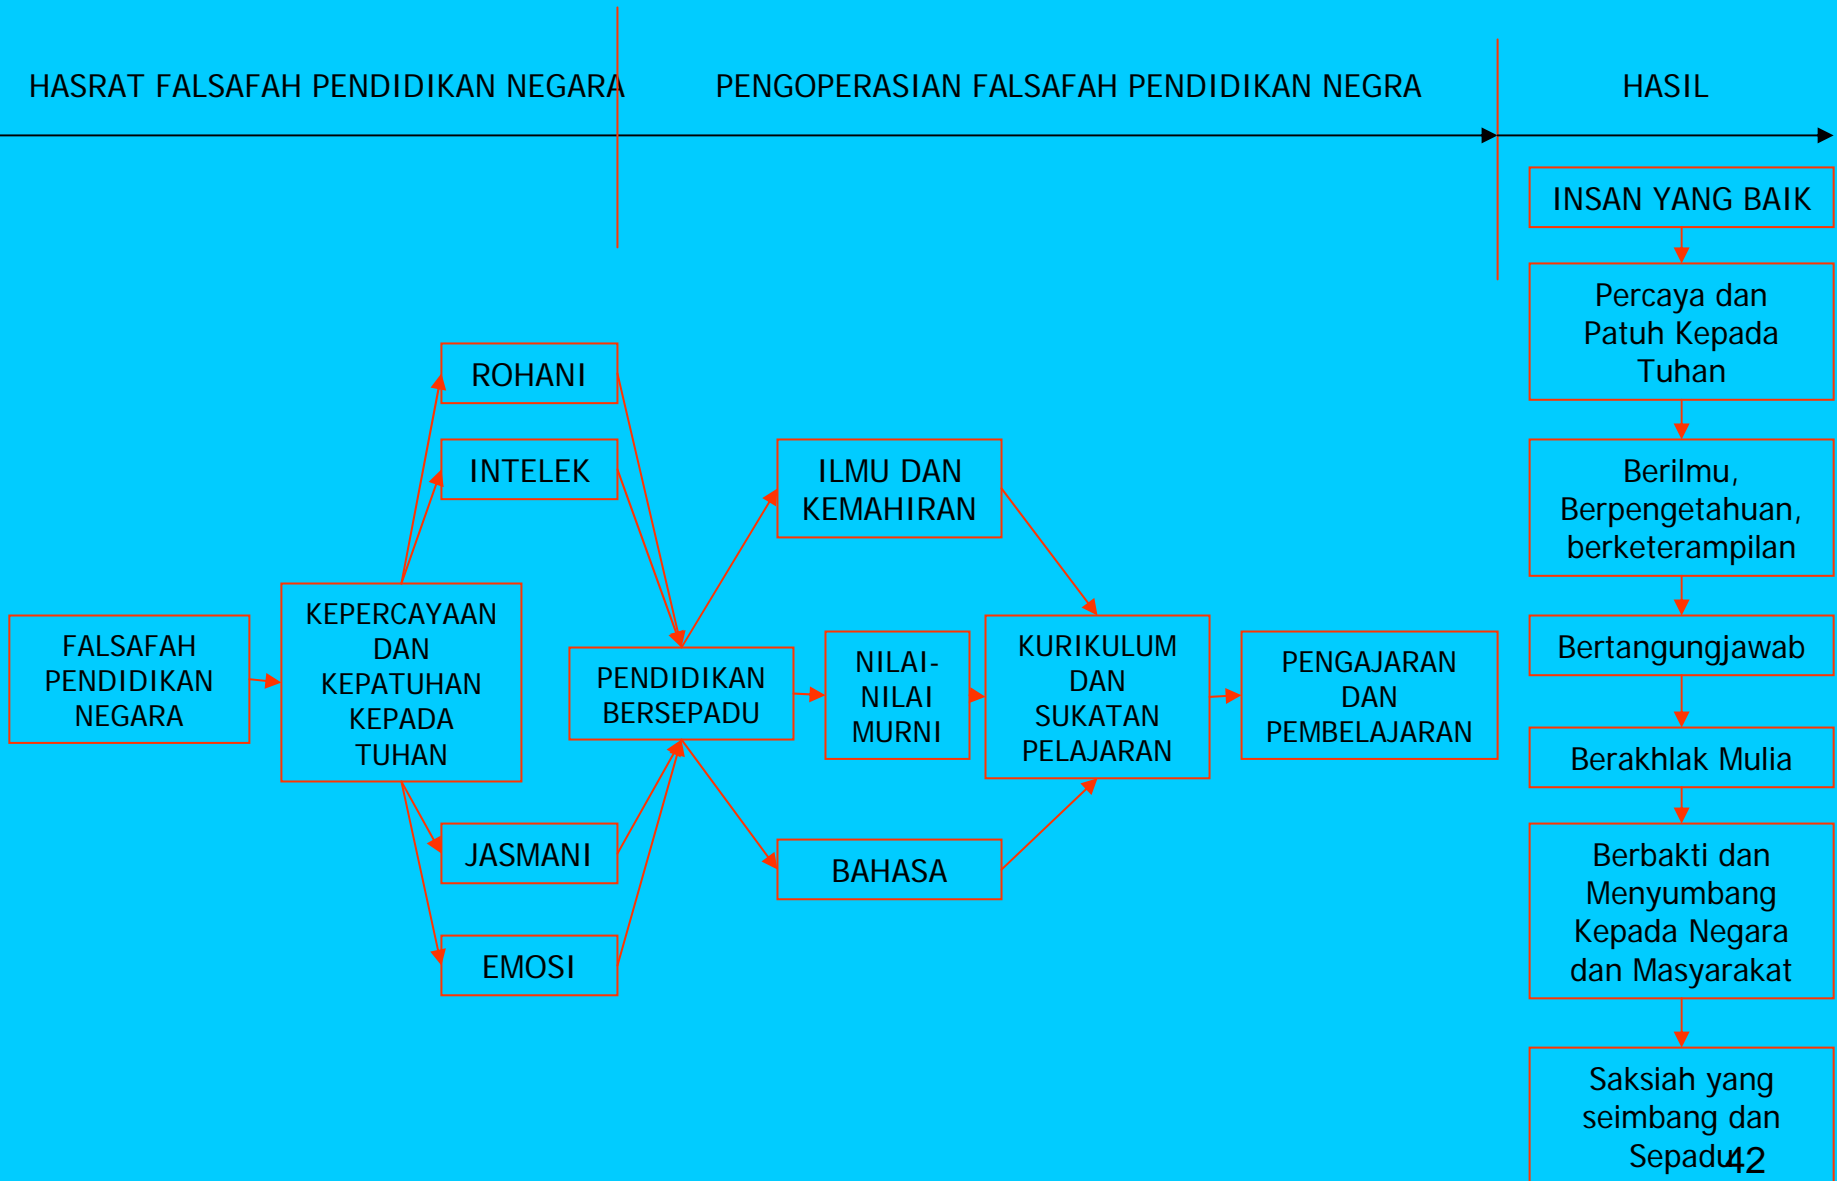 HASRAT FALSAFAH PENDIDIKAN NEGARA
PENGOPERASIAN FALSAFAH PENDIDIKAN NEGRA
HASIL
FALSAFAH
PENDIDIKAN
NEGARA
KEPERCAYAAN
DAN
KEPATUHAN
KEPADA
TUHAN
ROHANI
INTELEK
JASMANI
EMOSI
PENDIDIKAN
BERSEPADU
ILMU DAN
KEMAHIRAN
NILAI-
NILAI
MURNI
BAHASA
KURIKULUM
DAN
SUKATAN
PELAJARAN
PENGAJARAN
DAN
PEMBELAJARAN
INSAN YANG BAIK
Percaya dan
Patuh Kepada
Tuhan
Berilmu,
Berpengetahuan,
berketerampilan
Bertangungjawab
Berakhlak Mulia
Berbakti dan
Menyumbang
Kepada Negara
dan Masyarakat
Saksiah yang
seimbang dan
Sepadu
42